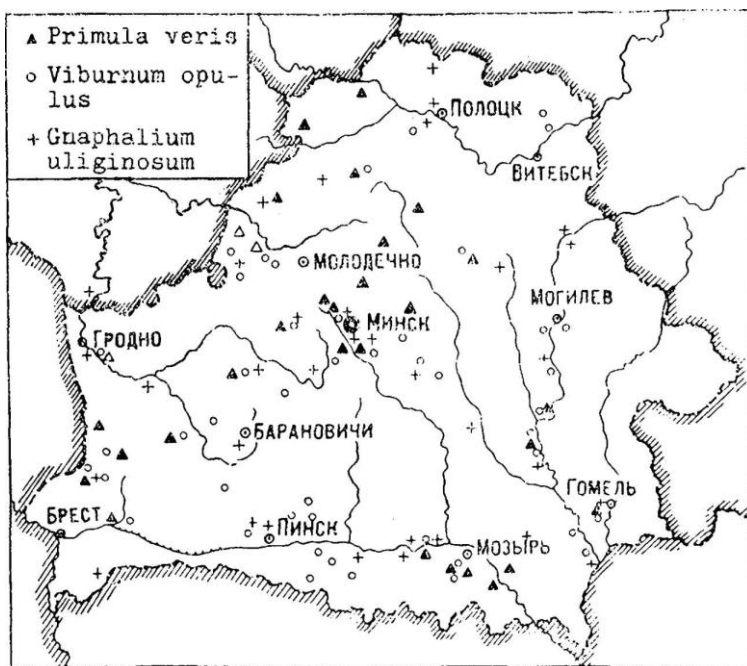 Primula veris
Viburnum opu-
lus
Gnaphalium
uliginosum
ПОЛОЦК
ВИТЕБСК
МОЛОДЕЧНО
МОГИЛЕВ
МИНСК
ГРОДНО
БАРАНОВИЧИ
ГОМЕЛЬ
БРЕСТ
ПИНСК
МОЗЫРЬ